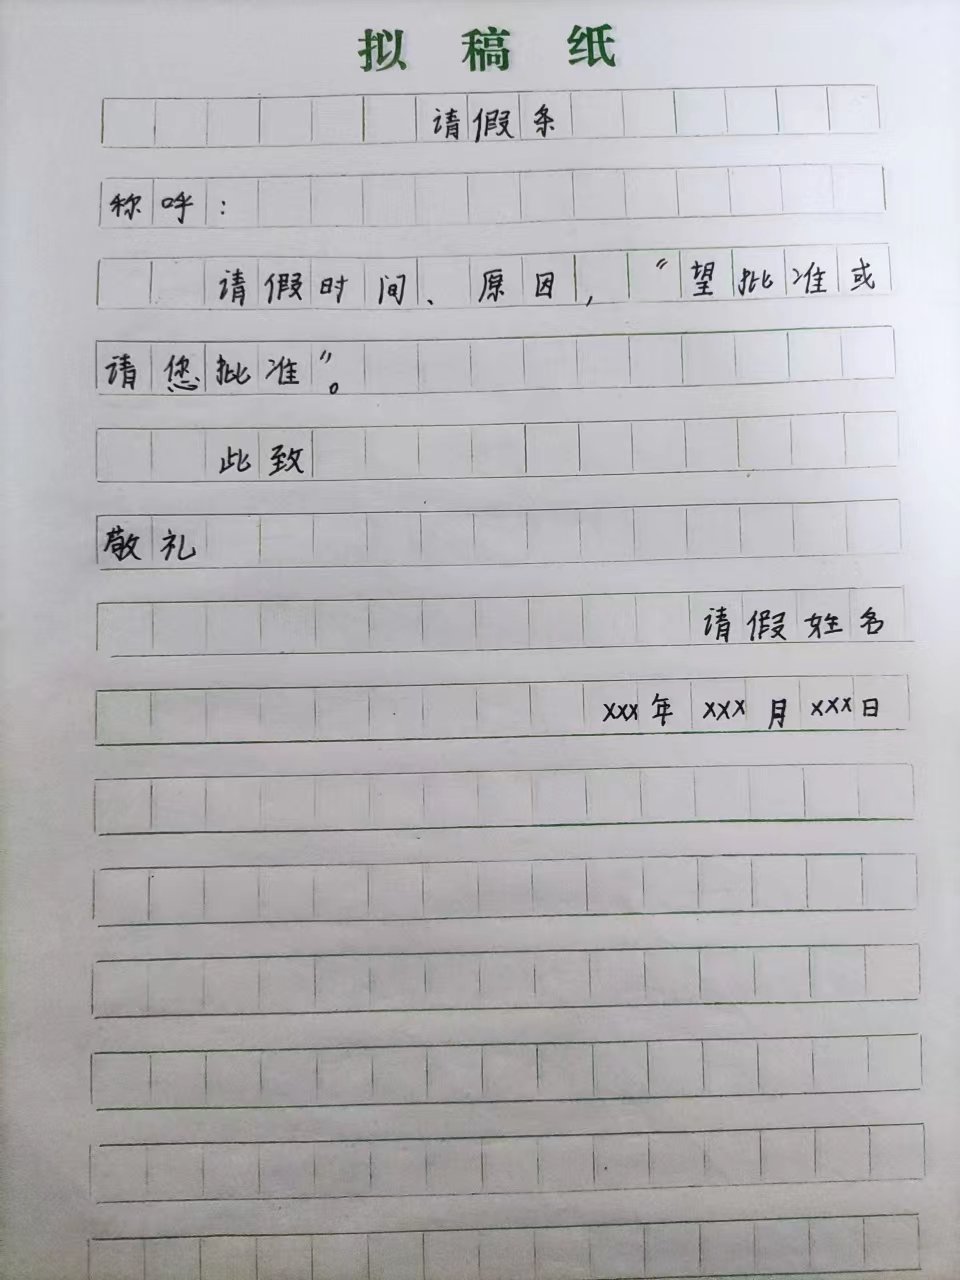 拟稿纸
请假条
称呼：
请假时间、原因，“望批准或
请您批准”。
此致
敬礼
请假姓名
xxx年xxx月xxx日